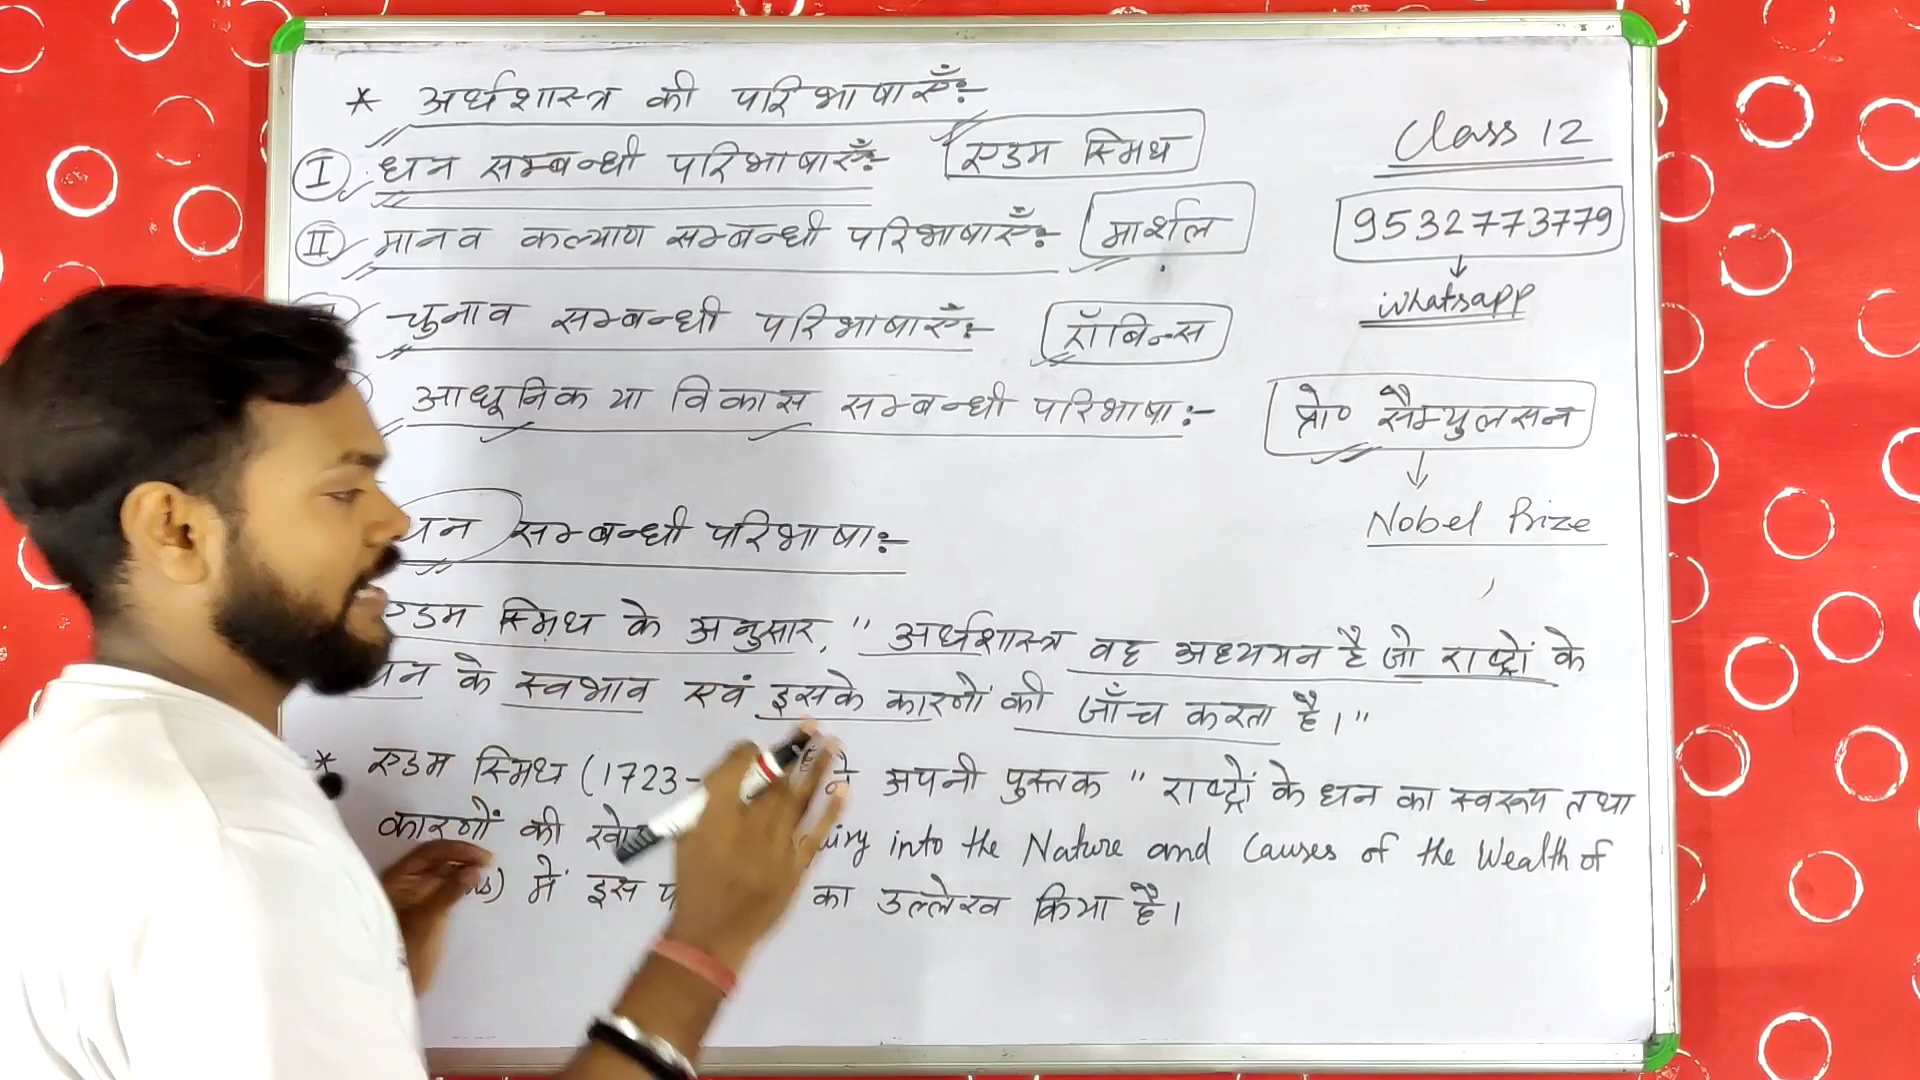 * अर्थशास्त्र की परिभाषाएँ:-
I धन सम्बन्धी परिभाषाएँ:- एडम स्मिथ
Class 12
II मानव कल्याण सम्बन्धी परिभाषाएँ:- मार्शल
9532773779
whatsapp
चुनाव सम्बन्धी परिभाषाएँ:- रॉबिन्स
आधूनिक या विकास सम्बन्धी परिभाषा:- प्रो० सैम्युलसन
Nobel Prize
धन सम्बन्धी परिभाषा:-
एडम स्मिथ के अनुसार, " अर्थशास्त्र वह अध्ययन है जो राष्ट्रों के
धन के स्वभाव एवं इसके कारणों की जाँच करता है।"
* एडम स्मिथ (1723- ने अपनी पुस्तक " राष्ट्रों के धन का स्वरूप तथा
कारणों की into the Nature and Causes of the Wealth of
में इस का उल्लेख किया है।